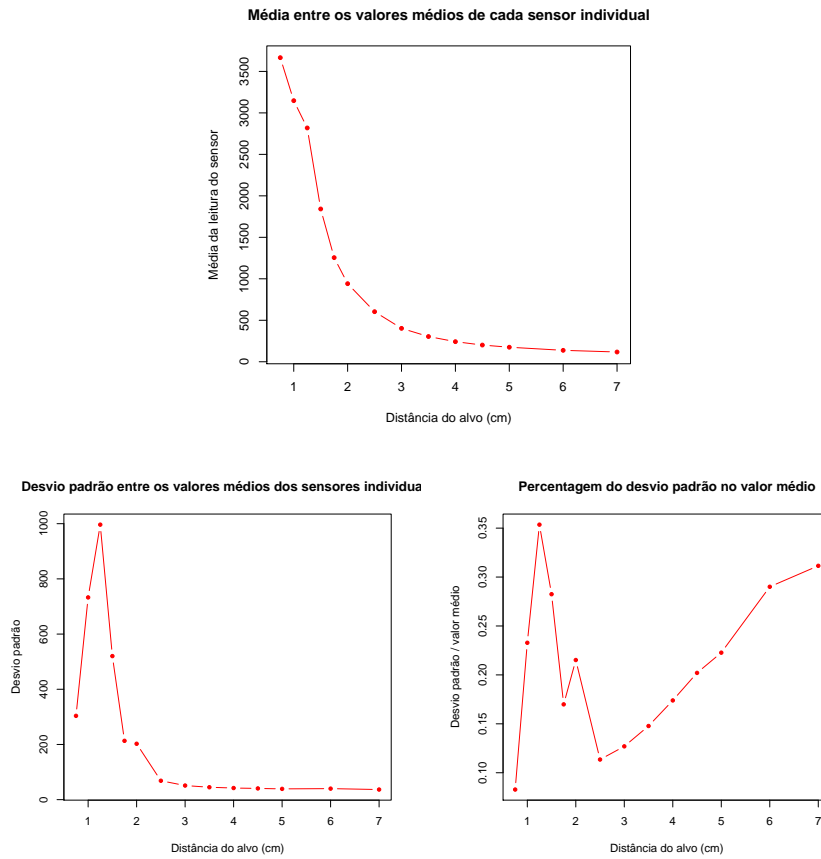 Média entre os valores médios de cada sensor individual
Média da leitura do sensor
3500
3000
2500
2000
1500
1000
500
0
1 2 3 4 5 6 7
Distância do alvo (cm)
Desvio padrão entre os valores médios dos sensores individua
Desvio padrão
1000
800
600
400
200
0
1 2 3 4 5 6 7
Distância do alvo (cm)
Percentagem do desvio padrão no valor médio
Desvio padrão / valor médio
0.35
0.30
0.25
0.20
0.15
0.10
1 2 3 4 5 6 7
Distância do alvo (cm)